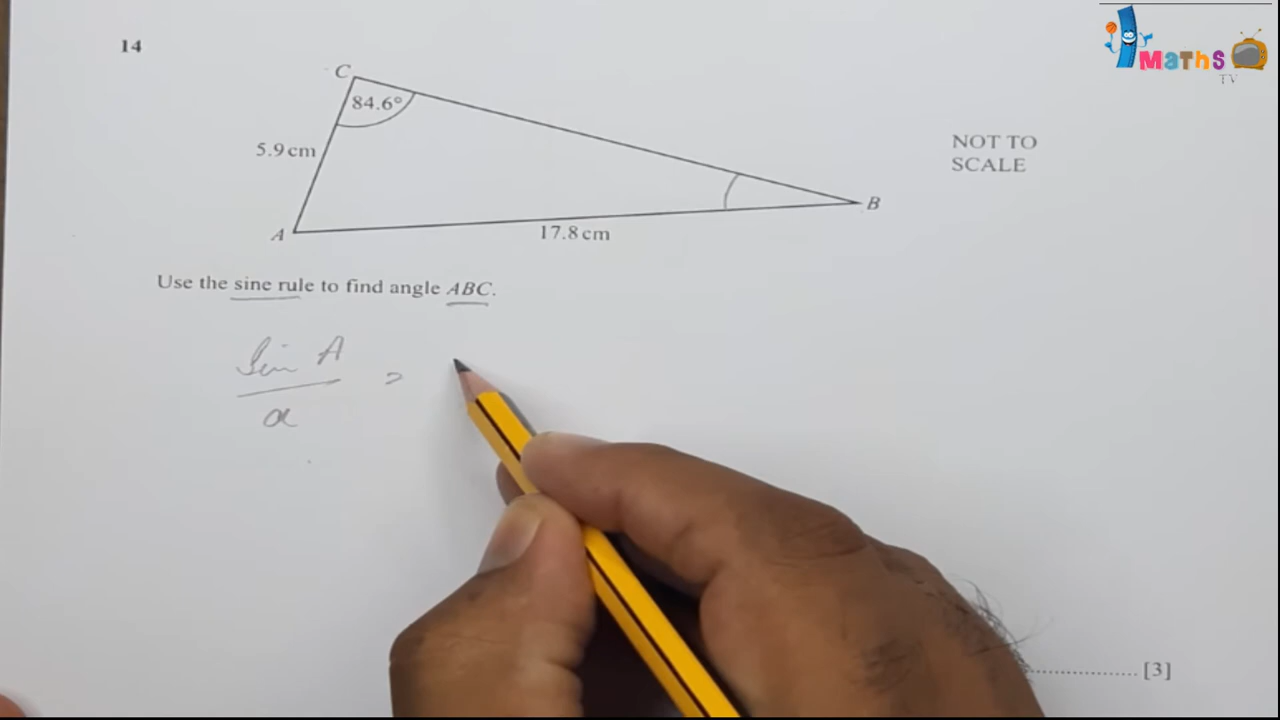 14
MaThS
TV
C
84.6°
5.9 cm
NOT TO
SCALE
B
A
17.8 cm
Use the sine rule to find angle ABC.
Sin A
a
=
[3]